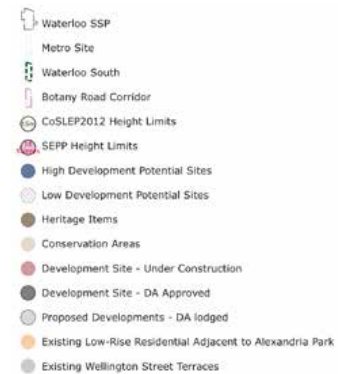 Waterloo SSP
Metro Site
Waterloo South
Botany Road Corridor
CoSLEP2012 Height Limits
SEPP Height Limits
High Development Potential Sites
Low Development Potential Sites
Heritage Items
Conservation Areas
Development Site - Under Construction
Development Site - DA Approved
Proposed Developments - DA lodged
Existing Low-Rise Residential Adjacent to Alexandria Park
Existing Wellington Street Terraces